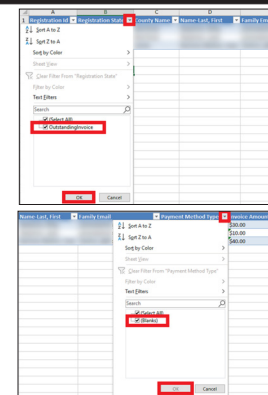 A B C D
1 Registration Id Registration State County Name Name-Last, First Family Em
Sort A to Z
Sort Z to A
Sort by Color
Sheet View
Clear Filter From "Registration State"
Filter by Color
Text Filters
Search
(Select All)
OutstandingInvoice
OK Cancel
Name-Last, First Family Email Payment Method Type Invoice Amoun
Sort A to Z $30.00
Sort Z to A $10.00
Sort by Color $80.00
Sheet View
Clear Filter From "Payment Method Type"
Filter by Color
Text Filters
Search
(Select All)
(Blanks)
OK Cancel